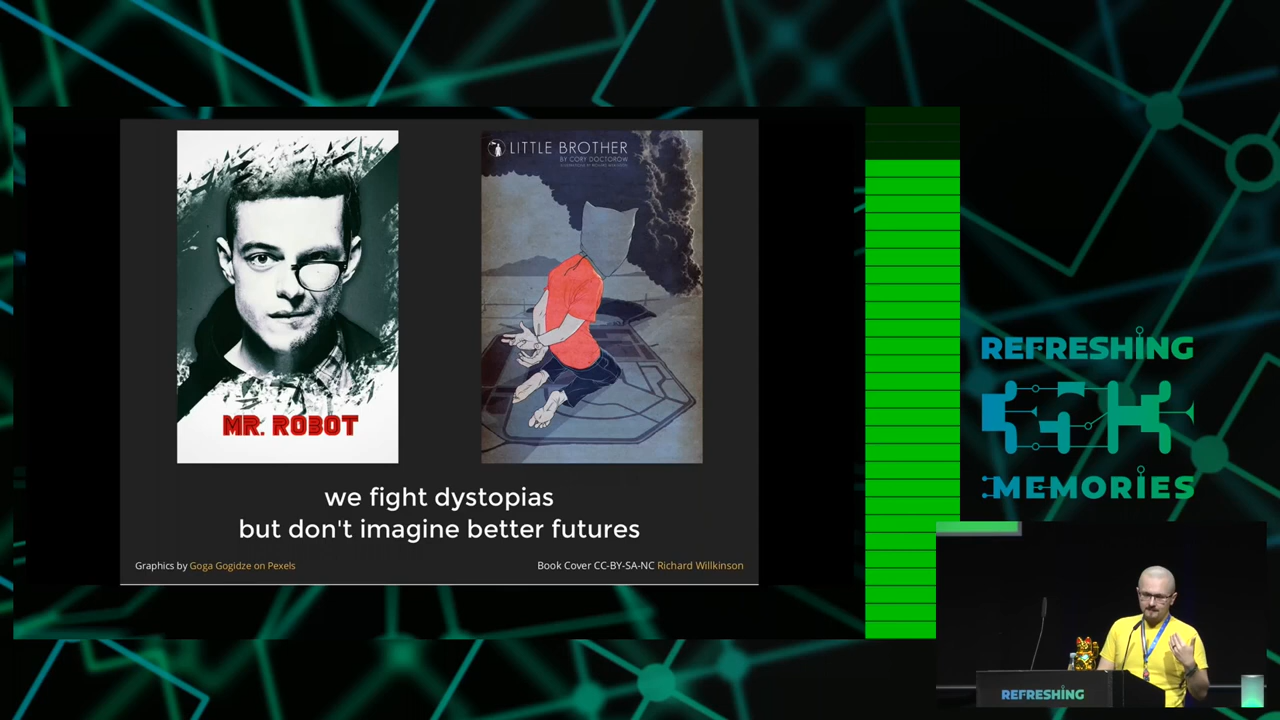 LITTLE BROTHER
BY CORY DOCTOROW
MR. ROBOT
we fight dystopias
but don't imagine better futures
Graphics by Goga Gogidze on Pexels
Book Cover CC-BY-SA-NC Richard Willkinson
REFRESHING
MEMORIES
REFRESHING